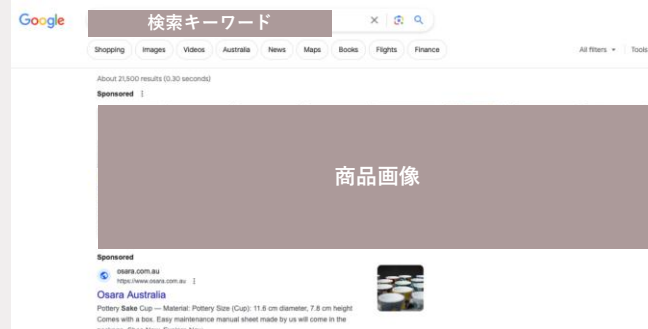 Google
検索キーワード
Shopping Images Videos Australia News Maps Books Flights Finance All filters Tools
About 21,500 results (0.30 seconds)
Sponsored
商品画像
Sponsored
osara.com.au
https://www.osara.com.au
Osara Australia
Pottery Sake Cup — Material: Pottery Size (Cup): 11.6 cm diameter, 7.8 cm height
Comes with a box. Easy maintenance manual sheet made by us will come in the